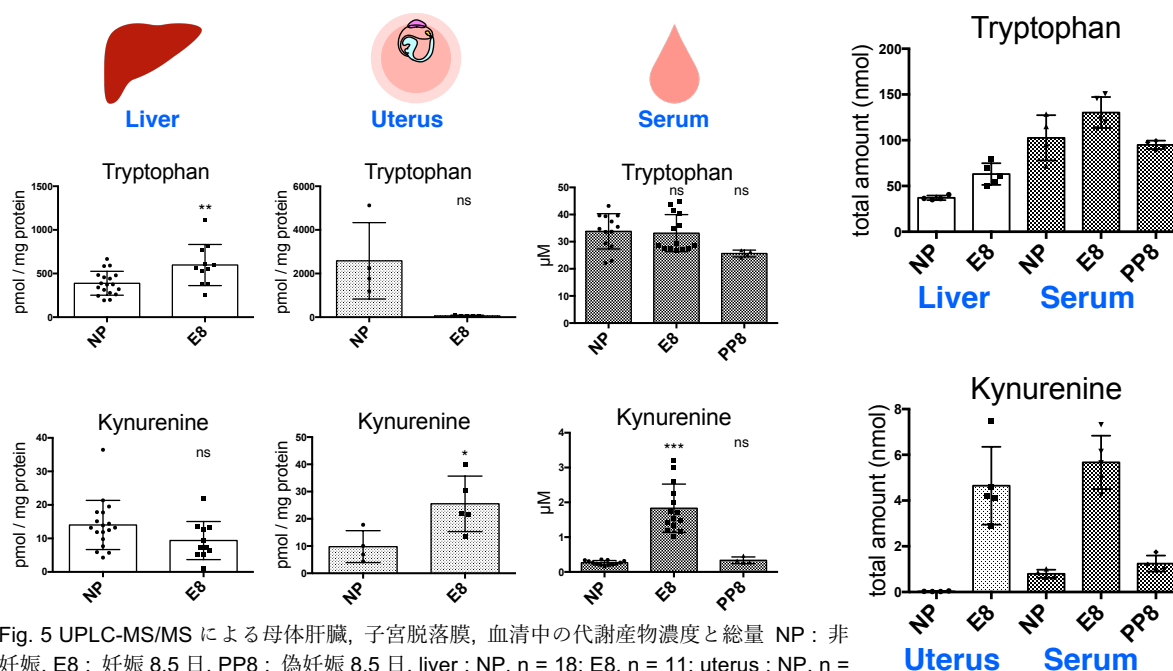 Liver
Uterus
Serum
Tryptophan
pmol / mg protein
1500
1000
500
0
**
NP
E8
Tryptophan
pmol / mg protein
6000
4000
2000
0
ns
NP
E8
Tryptophan
µM
50
40
30
20
10
0
ns
ns
NP
E8
PP8
Kynurenine
pmol / mg protein
40
30
20
10
0
ns
NP
E8
Kynurenine
pmol / mg protein
50
40
30
20
10
0
*
NP
E8
Kynurenine
µM
4
3
2
1
0
***
ns
NP
E8
PP8
Tryptophan
total amount (nmol)
200
150
100
50
0
NP
E8
NP
E8
PP8
Liver
Serum
Kynurenine
total amount (nmol)
8
6
4
2
0
NP
E8
NP
E8
PP8
Uterus
Serum
Fig. 5 UPLC-MS/MS による母体肝臓, 子宮脱落膜, 血清中の代謝産物濃度と総量 NP : 非
妊娠, E8 : 妊娠 8.5 日, PP8 : 偽妊娠 8.5 日, liver : NP, n = 18; E8, n = 11; uterus : NP, n =